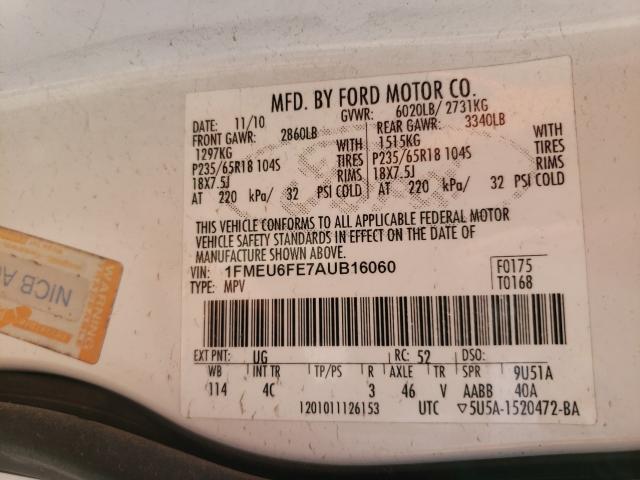 MFD. BY FORD MOTOR CO.
DATE: 11/10 GVWR: 6020LB/ 2731KG
FRONT GAWR: 2860LB REAR GAWR: 3340LB
1297KG WITH 1515KG WITH
P235/65R18 104S TIRES P235/65R18 104S TIRES
18X7.5J RIMS 18X7.5J RIMS
AT 220 kPa/ 32 PSI COLD AT 220 kPa/ 32 PSI COLD
THIS VEHICLE CONFORMS TO ALL APPLICABLE FEDERAL MOTOR
VEHICLE SAFETY STANDARDS IN EFFECT ON THE DATE OF
MANUFACTURE SHOWN ABOVE.
VIN: 1FMEU6FE7AUB16060 F0175
TYPE: MPV T0168
EXT PNT: UG RC: 52 DSO:
WB INT TR TP/PS R AXLE TR SPR 9U51A
114 4C 3 46 V AABB 40A
1201011126153 UTC ▽5U5A-1520472-BA
WARNING
NICB